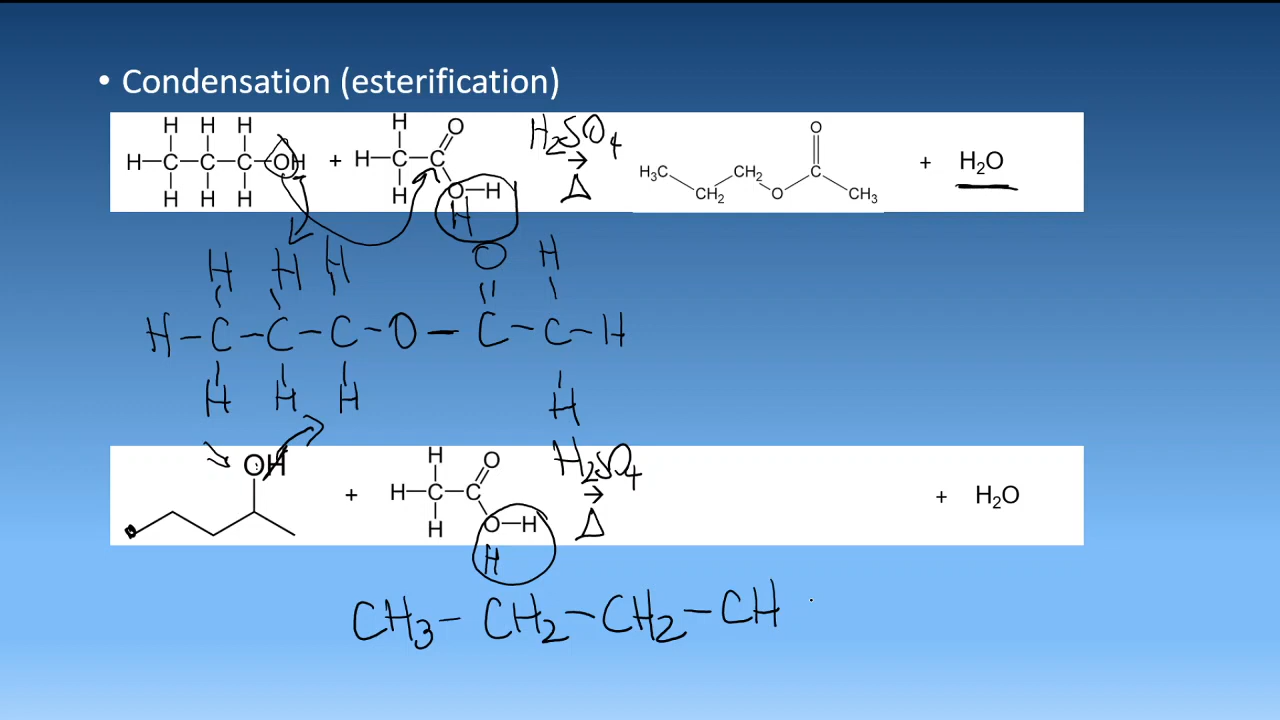 • Condensation (esterification)
H H H H O H₂SO₄ O
H–C–C–C–OH + H–C–C → H₃C CH₂ C + H₂O
H H H H O–H Δ CH₂ O CH₃
H
H H H O H
H–C–C–C–O–C–C–H
H H H H
OH H O H₂SO₄
+ H–C–C → + H₂O
H O–H Δ
H
CH₃–CH₂–CH₂–CH